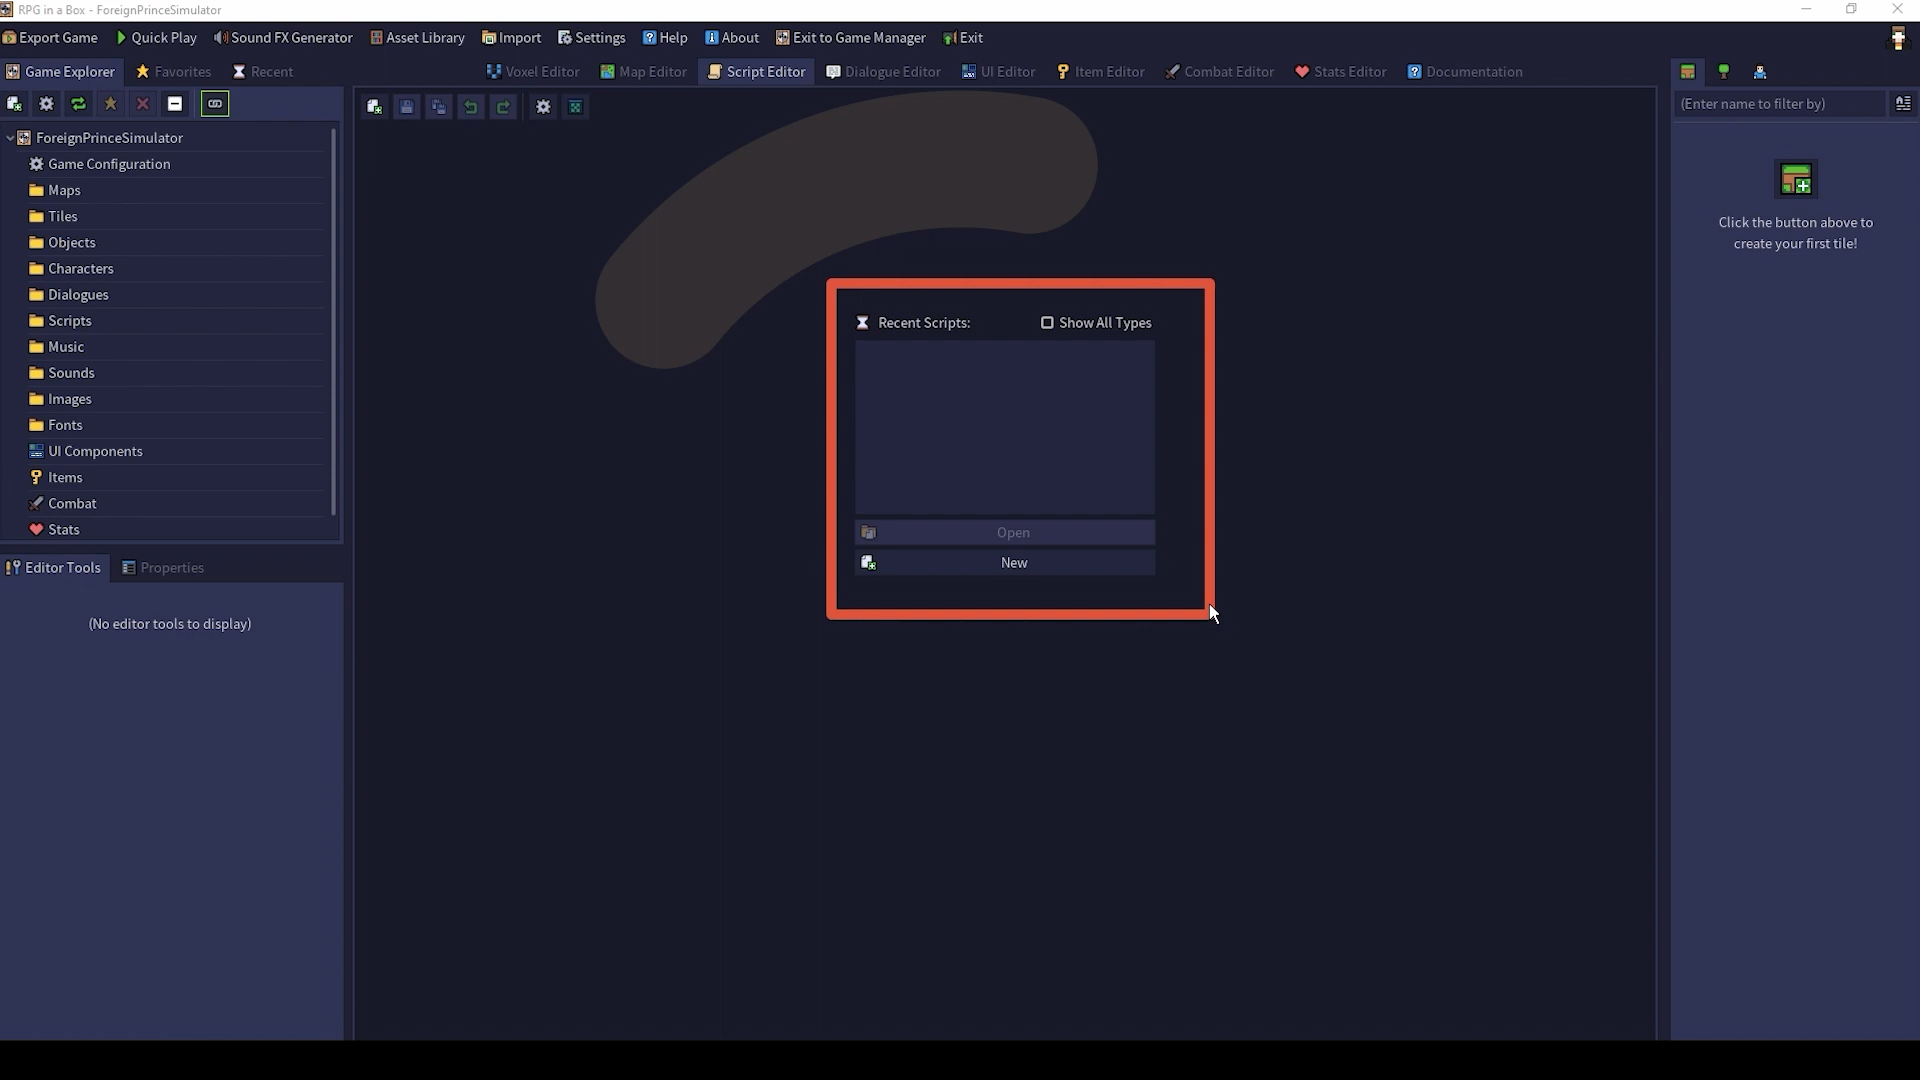 RPG in a Box - ForeignPrinceSimulator
Export Game Quick Play Sound FX Generator Asset Library Import Settings Help About Exit to Game Manager Exit
Game Explorer Favorites Recent Voxel Editor Map Editor Script Editor Dialogue Editor UI Editor Item Editor Combat Editor Stats Editor Documentation
(Enter name to filter by)
ForeignPrinceSimulator
Game Configuration
Maps
Tiles
Objects
Characters
Dialogues
Scripts
Music
Sounds
Images
Fonts
UI Components
Items
Combat
Stats
Editor Tools Properties
(No editor tools to display)
Recent Scripts: Show All Types
Open
New
Click the button above to
create your first tile!